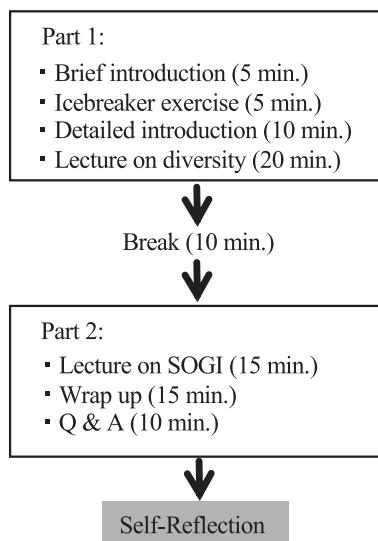 Part 1:
▪ Brief introduction (5 min.)
▪ Icebreaker exercise (5 min.)
▪ Detailed introduction (10 min.)
▪ Lecture on diversity (20 min.)
Break (10 min.)
Part 2:
▪ Lecture on SOGI (15 min.)
▪ Wrap up (15 min.)
▪ Q & A (10 min.)
Self-Reflection